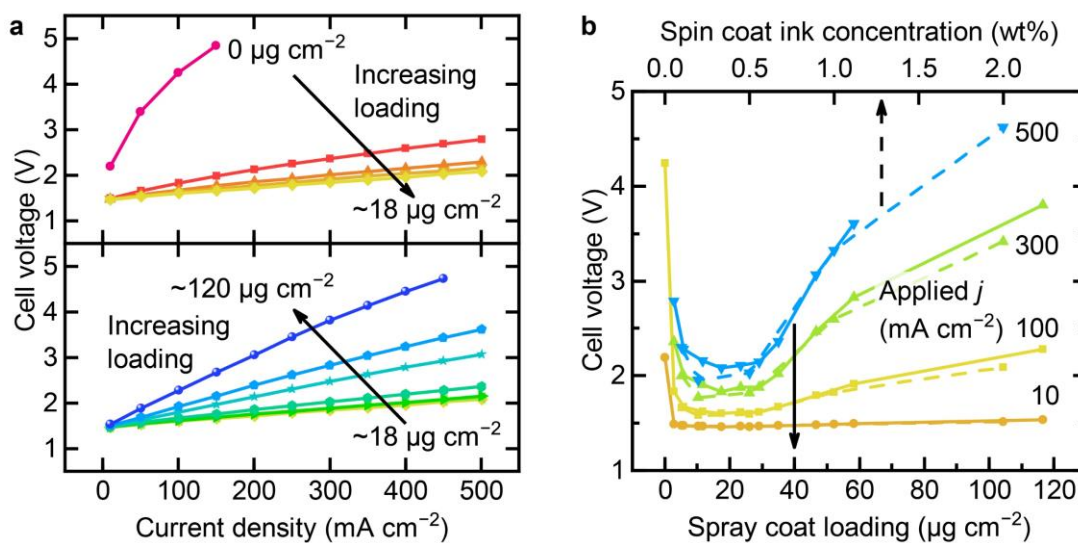 a
Cell voltage (V)
5
4
3
2
1
0 µg cm⁻²
Increasing
loading
~18 µg cm⁻²
5
4
3
2
1
~120 µg cm⁻²
Increasing
loading
~18 µg cm⁻²
0 100 200 300 400 500
Current density (mA cm⁻²)
b
Spin coat ink concentration (wt%)
0.0 0.5 1.0 1.5 2.0
Cell voltage (V)
5
4
3
2
1
500
300
Applied j
(mA cm⁻²)
100
10
0 20 40 60 80 100 120
Spray coat loading (µg cm⁻²)